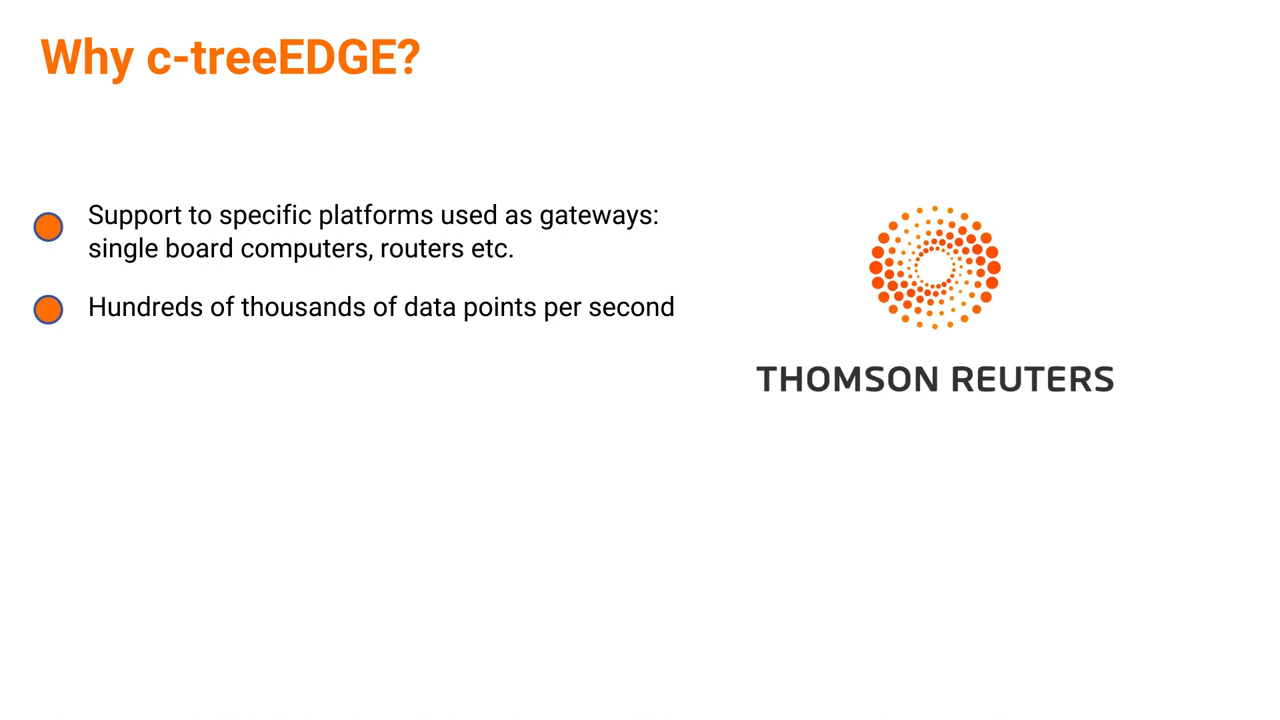 Why c-treeEDGE?
Support to specific platforms used as gateways:
single board computers, routers etc.
Hundreds of thousands of data points per second
THOMSON REUTERS